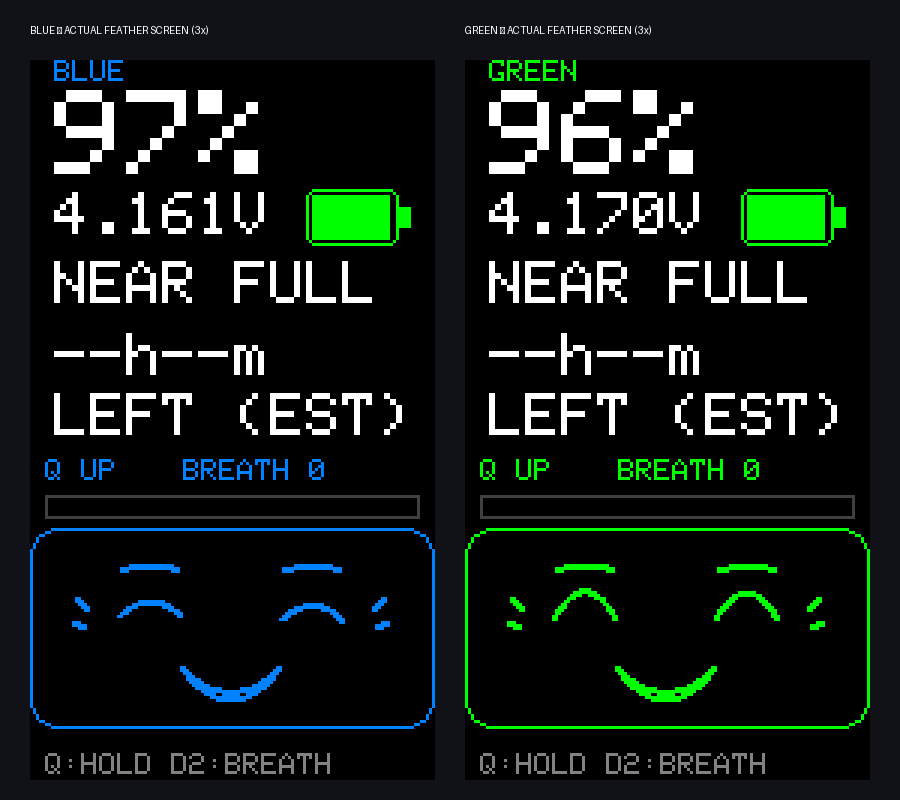 BLUE ▯ ACTUAL FEATHER SCREEN (3x)
BLUE
97%
4.161V
NEAR FULL
--h--m
LEFT (EST)
Q UP BREATH 0
Q:HOLD D2:BREATH
GREEN ▯ ACTUAL FEATHER SCREEN (3x)
GREEN
96%
4.170V
NEAR FULL
--h--m
LEFT (EST)
Q UP BREATH 0
Q:HOLD D2:BREATH